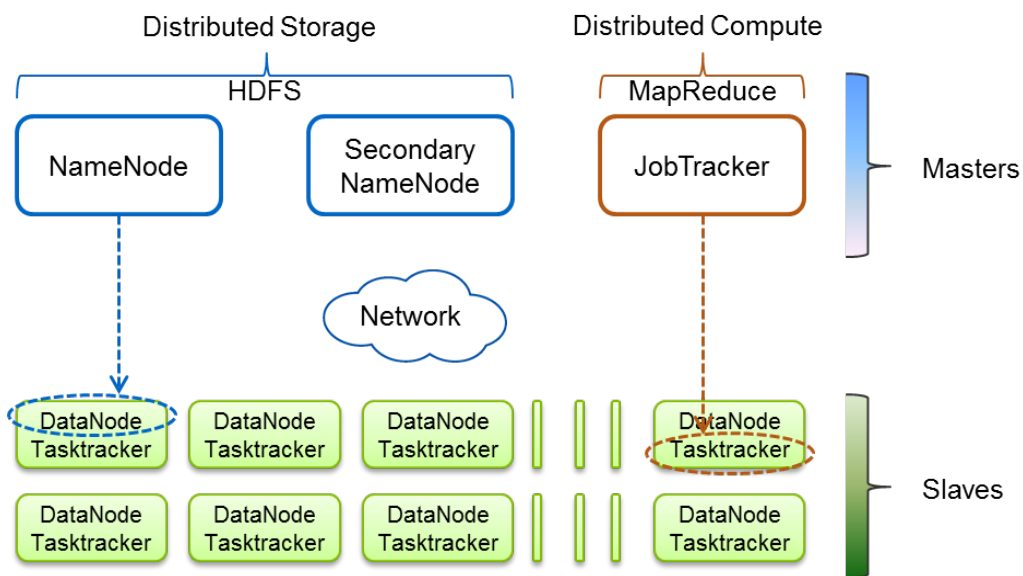 Distributed Storage
Distributed Compute
HDFS
MapReduce
NameNode
Secondary
NameNode
JobTracker
Masters
Network
DataNode
Tasktracker
DataNode
Tasktracker
DataNode
Tasktracker
DataNode
Tasktracker
Slaves
DataNode
Tasktracker
DataNode
Tasktracker
DataNode
Tasktracker
DataNode
Tasktracker